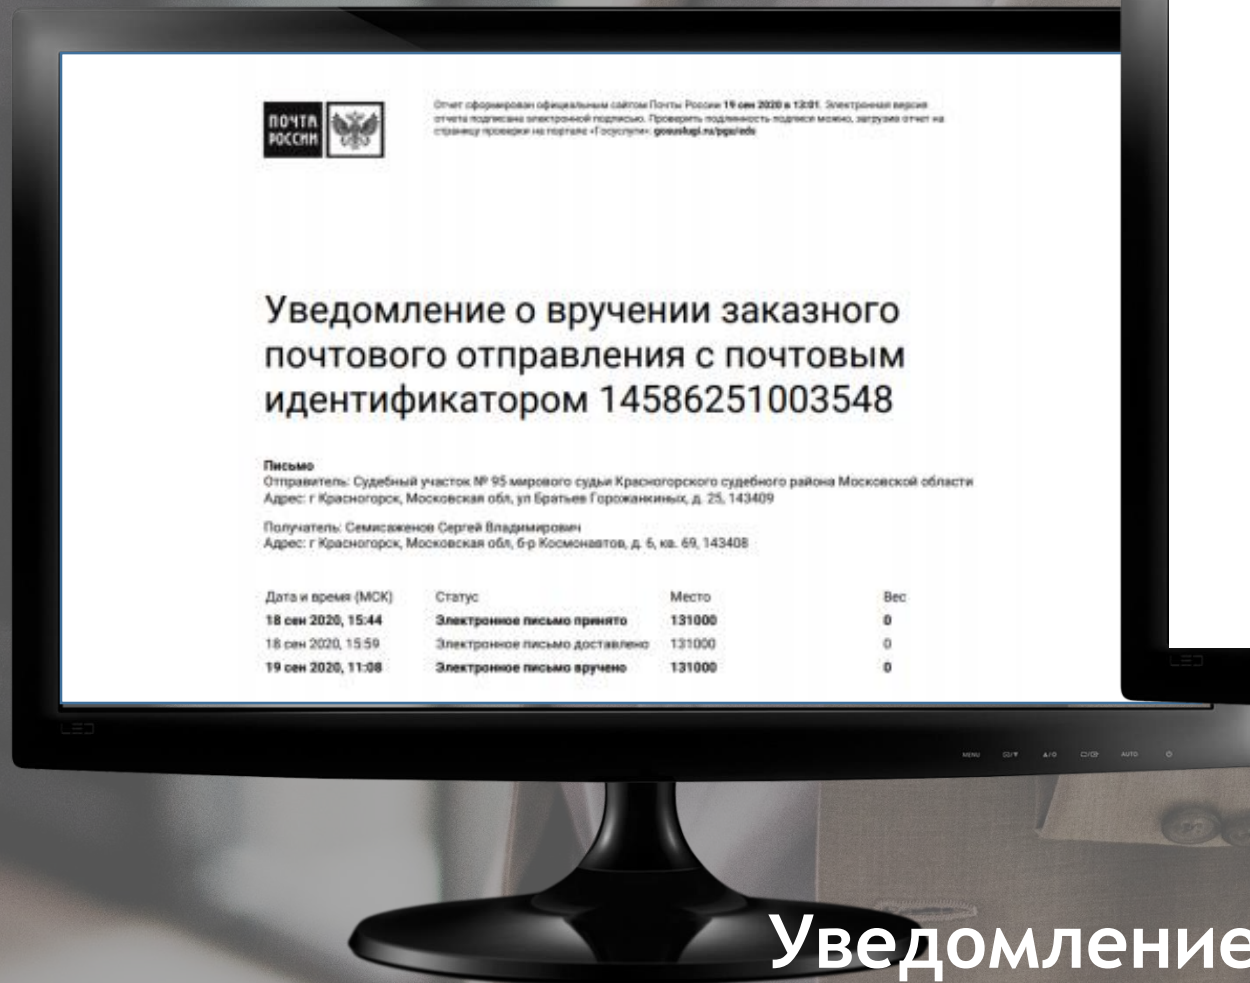 ПОЧТА
РОССИИ
Отчет сформирован официальным сайтом Почты России 19 сен 2020 в 13:01. Электронная версия
отчета подписана электронной подписью. Проверить подлинность подписи можно, загрузив отчет на
страницу проверки на портале «Госуслуги»: gosuslugi.ru/pgu/eds
Уведомление о вручении заказного
почтового отправления с почтовым
идентификатором 14586251003548
Письмо
Отправитель: Судебный участок № 95 мирового судьи Красногорского судебного района Московской области
Адрес: г Красногорск, Московская обл, ул Братьев Горожанкиных, д. 25, 143409
Получатель: Семисаженов Сергей Владимирович
Адрес: г Красногорск, Московская обл, б-р Космонавтов, д. 6, кв. 69, 143408
Дата и время (МСК) Статус Место Вес
18 сен 2020, 15:44 Электронное письмо принято 131000 0
18 сен 2020, 15:59 Электронное письмо доставлено 131000 0
19 сен 2020, 11:08 Электронное письмо вручено 131000 0
LED
LED
MENU AUTO
Уведомление